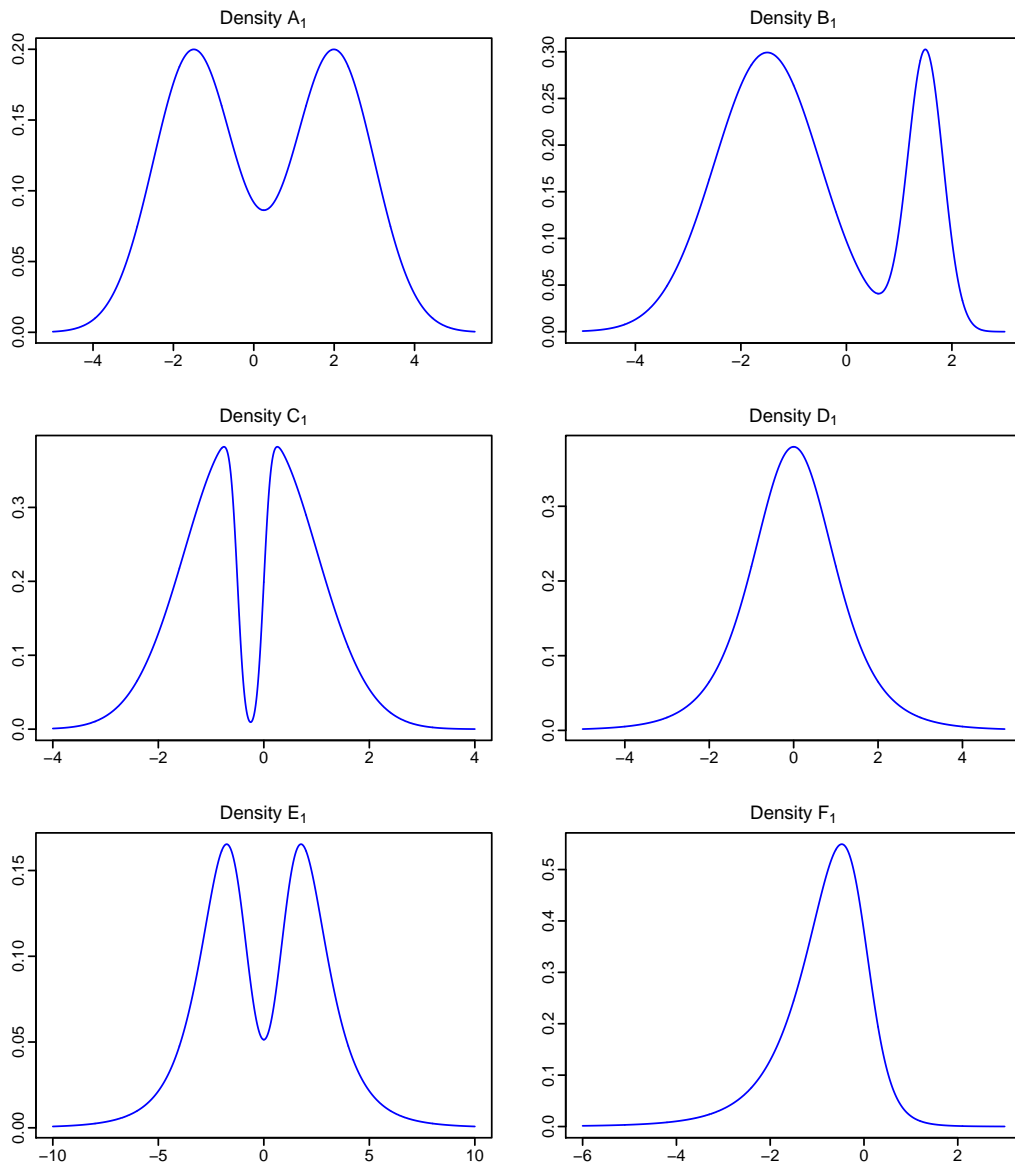 Density A₁
0.00 0.05 0.10 0.15 0.20
−4 −2 0 2 4
Density B₁
0.00 0.05 0.10 0.15 0.20 0.25 0.30
−4 −2 0 2
Density C₁
0.0 0.1 0.2 0.3
−4 −2 0 2 4
Density D₁
0.0 0.1 0.2 0.3
−4 −2 0 2 4
Density E₁
0.00 0.05 0.10 0.15
−10 −5 0 5 10
Density F₁
0.0 0.1 0.2 0.3 0.4 0.5
−6 −4 −2 0 2